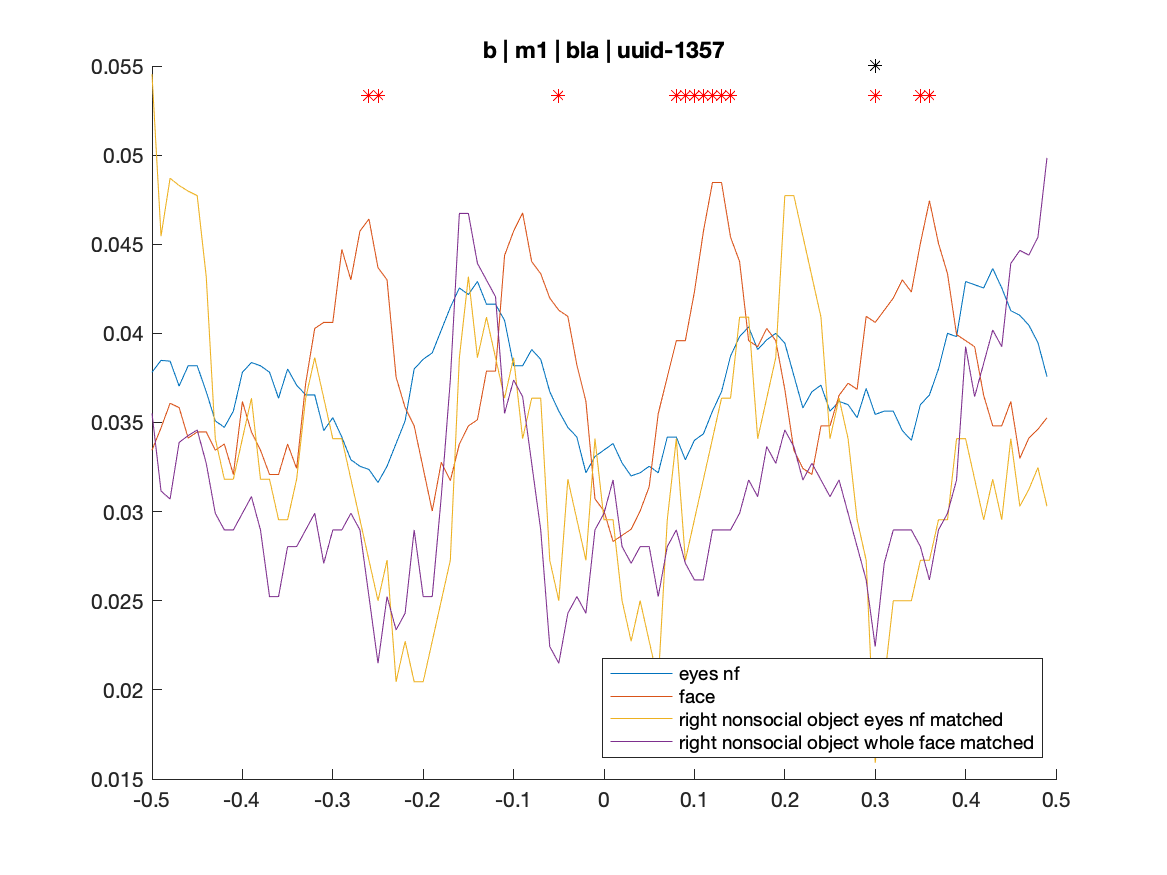 b | m1 | bla | uuid-1357
0.055
0.05
0.045
0.04
0.035
0.03
0.025
0.02
0.015
eyes nf
face
right nonsocial object eyes nf matched
right nonsocial object whole face matched
-0.5 -0.4 -0.3 -0.2 -0.1 0 0.1 0.2 0.3 0.4 0.5